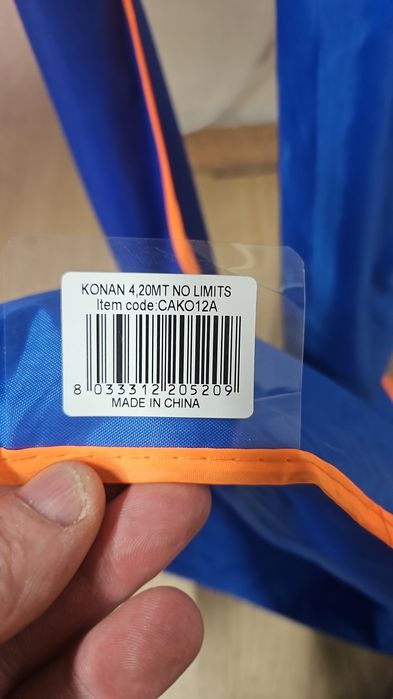 KONAN 4,20MT NO LIMITS
Item code:CAKO12A
8 033312 205209
MADE IN CHINA